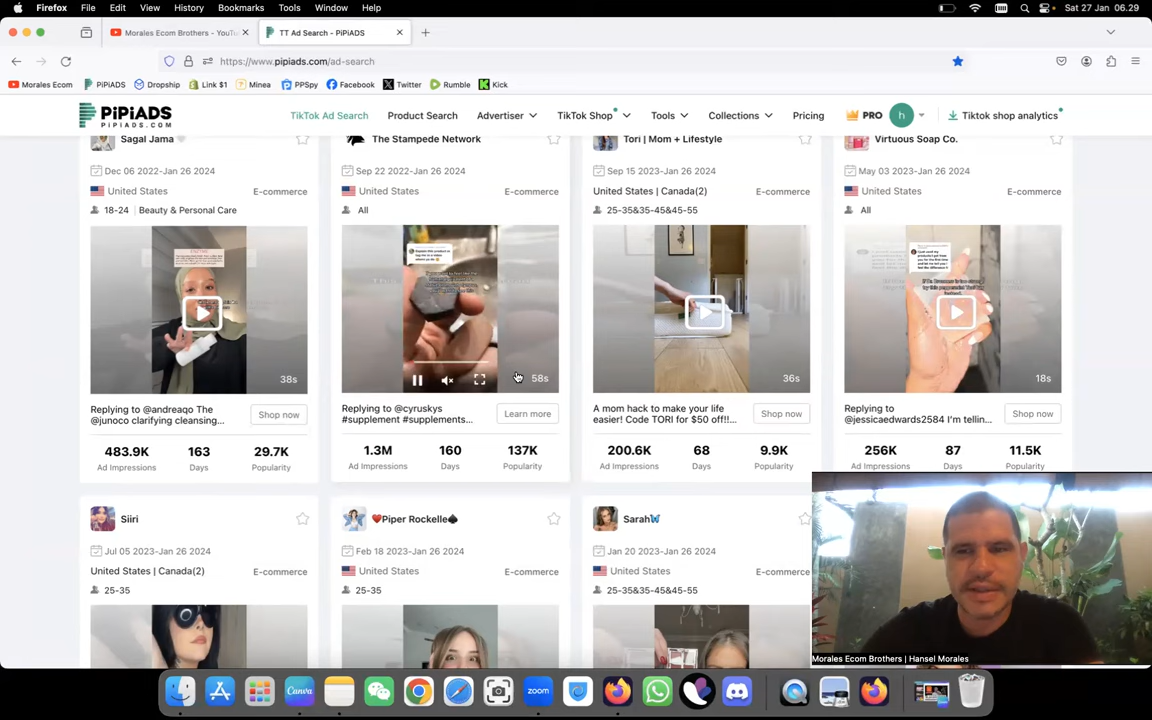 Firefox File Edit View History Bookmarks Tools Window Help Sat 27 Jan 06.29
Morales Ecom Brothers - YouTu TT Ad Search - PiPiADS
https://www.pipiads.com/ad-search
Morales Ecom PiPiADS Dropship Link $1 Minea PPSpy Facebook Twitter Rumble Kick
PiPiADS
PIPIADS.COM
TikTok Ad Search Product Search Advertiser TikTok Shop Tools Collections Pricing PRO h Tiktok shop analytics
Sagal Jama The Stampede Network Tori | Mom + Lifestyle Virtuous Soap Co.
Dec 06 2022-Jan 26 2024 Sep 22 2022-Jan 26 2024 Sep 15 2023-Jan 26 2024 May 03 2023-Jan 26 2024
United States E-commerce United States E-commerce United States | Canada(2) E-commerce United States E-commerce
18-24 Beauty & Personal Care All 25-35&35-45&45-55 All
38s 58s 36s 18s
Replying to @andreaqo The
@junoco clarifying cleansing...
Shop now
Replying to @cyruskys
#supplement #supplements...
Learn more
A mom hack to make your life
easier! Code TORI for $50 off!!...
Shop now
Replying to
@jessicaedwards2584 I'm tellin...
Shop now
483.9K 163 29.7K 1.3M 160 137K 200.6K 68 9.9K 256K 87 11.5K
Ad Impressions Days Popularity Ad Impressions Days Popularity Ad Impressions Days Popularity Ad Impressions Days Popularity
Siiri Piper Rockelle Sarah
Jul 05 2023-Jan 26 2024 Feb 18 2023-Jan 26 2024 Jan 20 2023-Jan 26 2024
United States | Canada(2) E-commerce United States E-commerce United States E-commerce
25-35 25-35 25-35&35-45&45-55
Morales Ecom Brothers | Hansel Morales
Canva zoom